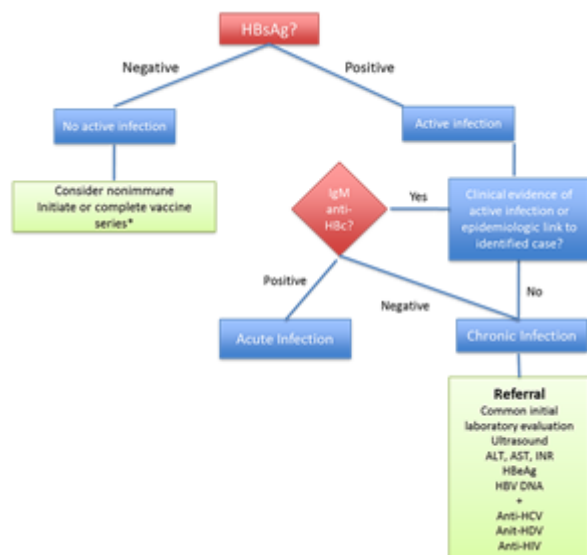 HBsAg?
Negative
Positive
No active infection
Active infection
Consider nonimmune
Initiate or complete vaccine
series*
IgM
anti-
HBc?
Yes
Clinical evidence of
active infection or
epidemiologic link to
identified case?
Positive
Negative
No
Acute Infection
Chronic Infection
Referral
Common initial
laboratory evaluation
Ultrasound
ALT, AST, INR
HBeAg
HBV DNA
+
Anti-HCV
Anit-HDV
Anti-HIV